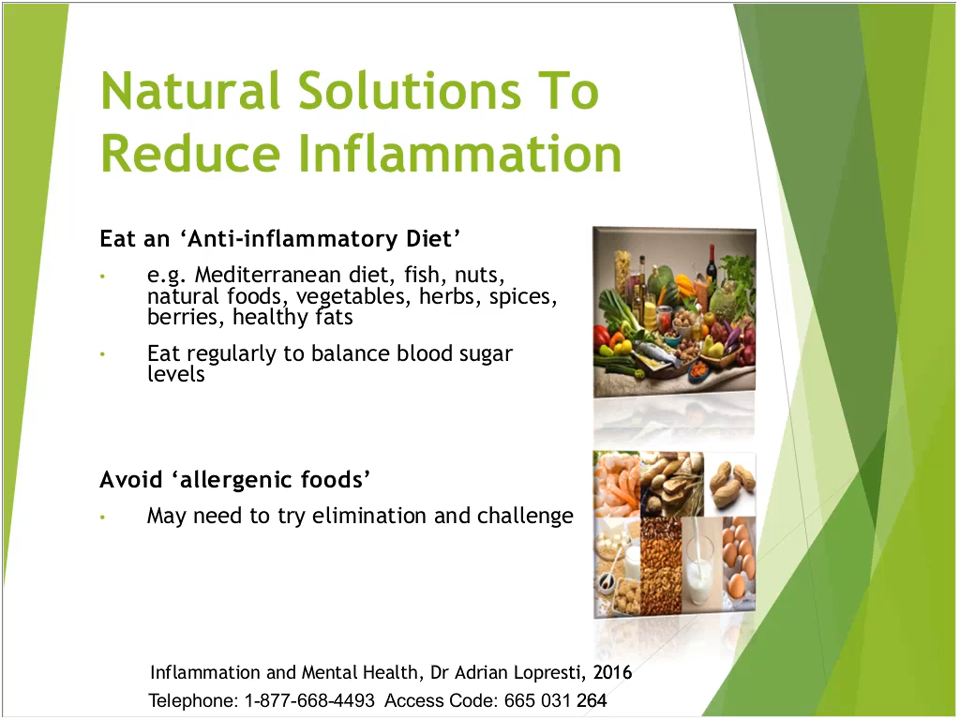 Natural Solutions To
Reduce Inflammation
Eat an ‘Anti-inflammatory Diet’
• e.g. Mediterranean diet, fish, nuts,
natural foods, vegetables, herbs, spices,
berries, healthy fats
• Eat regularly to balance blood sugar
levels
Avoid ‘allergenic foods’
• May need to try elimination and challenge
Inflammation and Mental Health, Dr Adrian Lopresti, 2016
Telephone: 1-877-668-4493 Access Code: 665 031 264